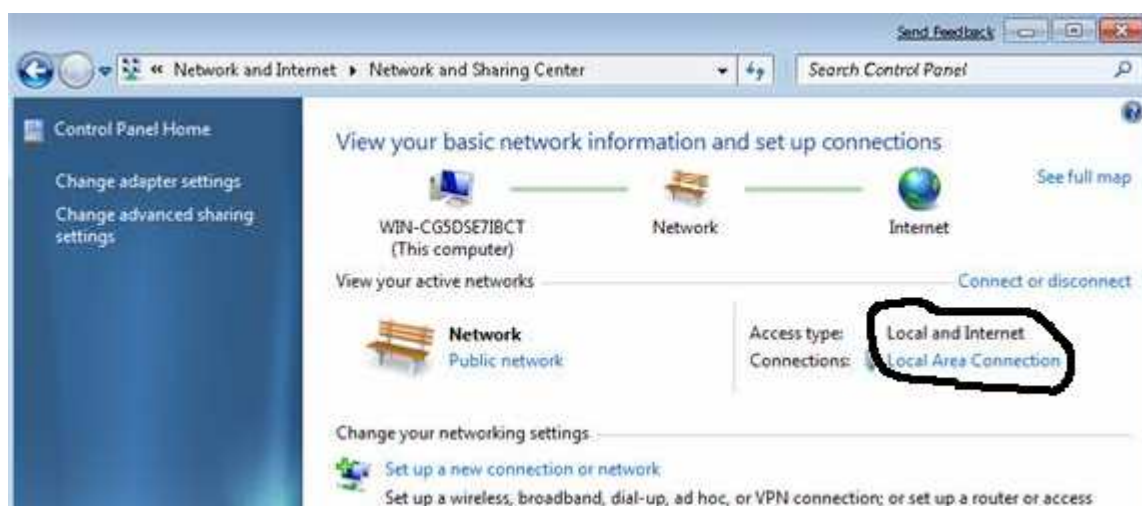 Send Feedback
« Network and Internet ▸ Network and Sharing Center
Search Control Panel
Control Panel Home
Change adapter settings
Change advanced sharing
settings
View your basic network information and set up connections
See full map
WIN-CG5DSE7IBCT
(This computer)
Network
Internet
View your active networks
Connect or disconnect
Network
Public network
Access type: Local and Internet
Connections: Local Area Connection
Change your networking settings
Set up a new connection or network
Set up a wireless, broadband, dial-up, ad hoc, or VPN connection; or set up a router or access